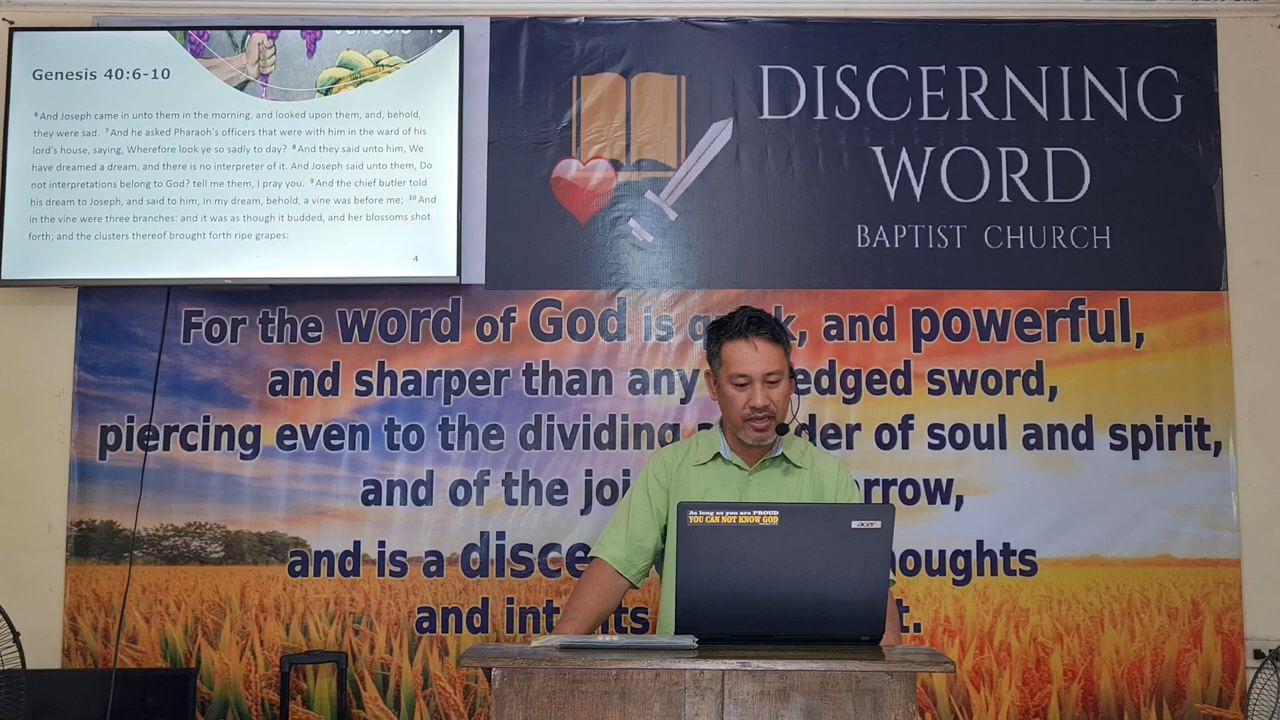 Genesis 40:6-10
6 And Joseph came in unto them in the morning, and looked upon them, and, behold,
they were sad. 7 And he asked Pharaoh's officers that were with him in the ward of his
lord's house, saying, Wherefore look ye so sadly to day? 8 And they said unto him, We
have dreamed a dream, and there is no interpreter of it. And Joseph said unto them, Do
not interpretations belong to God? tell me them, I pray you. 9 And the chief butler told
his dream to Joseph, and said to him, In my dream, behold, a vine was before me; 10 And
in the vine were three branches: and it was as though it budded, and her blossoms shot
forth; and the clusters thereof brought forth ripe grapes:
4
DISCERNING
WORD
BAPTIST CHURCH
For the word of God is q k, and powerful,
and sharper than any edged sword,
piercing even to the dividing a der of soul and spirit,
and of the joi rrow,
and is a disce houghts
and int ts t.
As long as you are PROUD
YOU CAN NOT KNOW GOD
acer